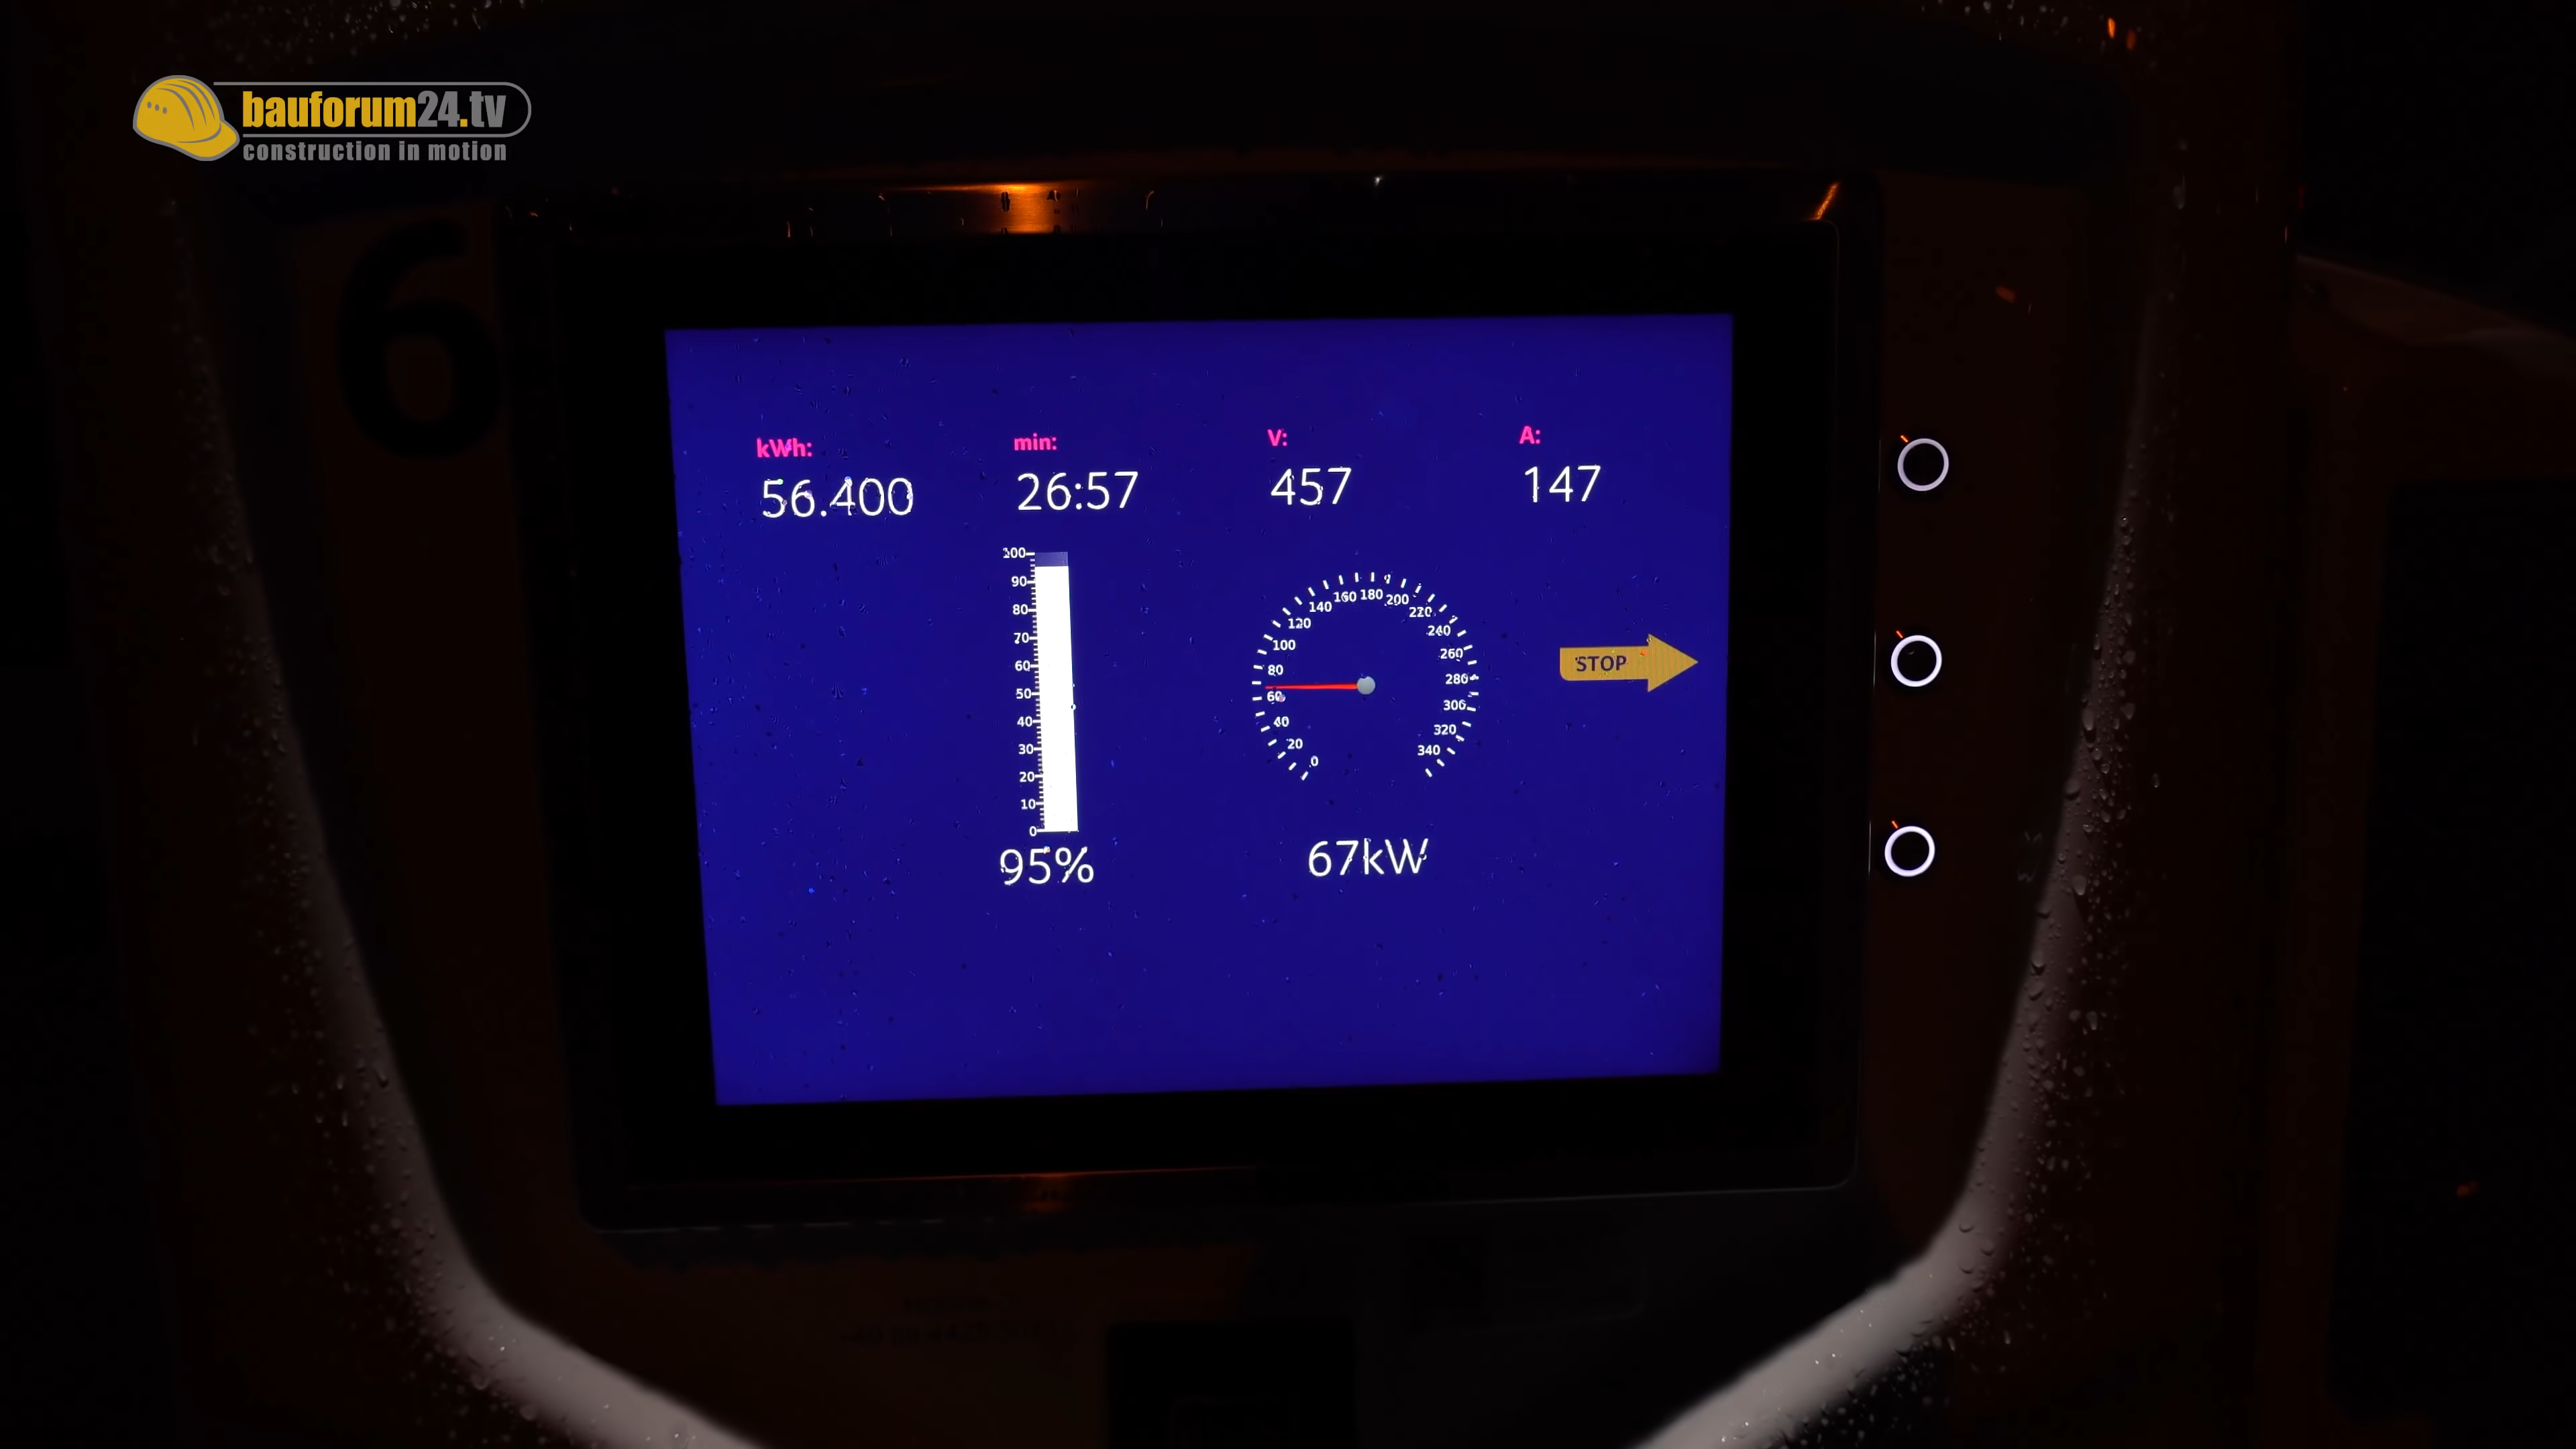 bauforum24.tv
construction in motion
6
kWh: min: V: A:
56.400 26:57 457 147
100
90
80
70
60
50
40
30
20
10
0
0 20 40 60 80 100 120 140 160 180 200 220 240 260 280 300 320 340
STOP
95% 67kW